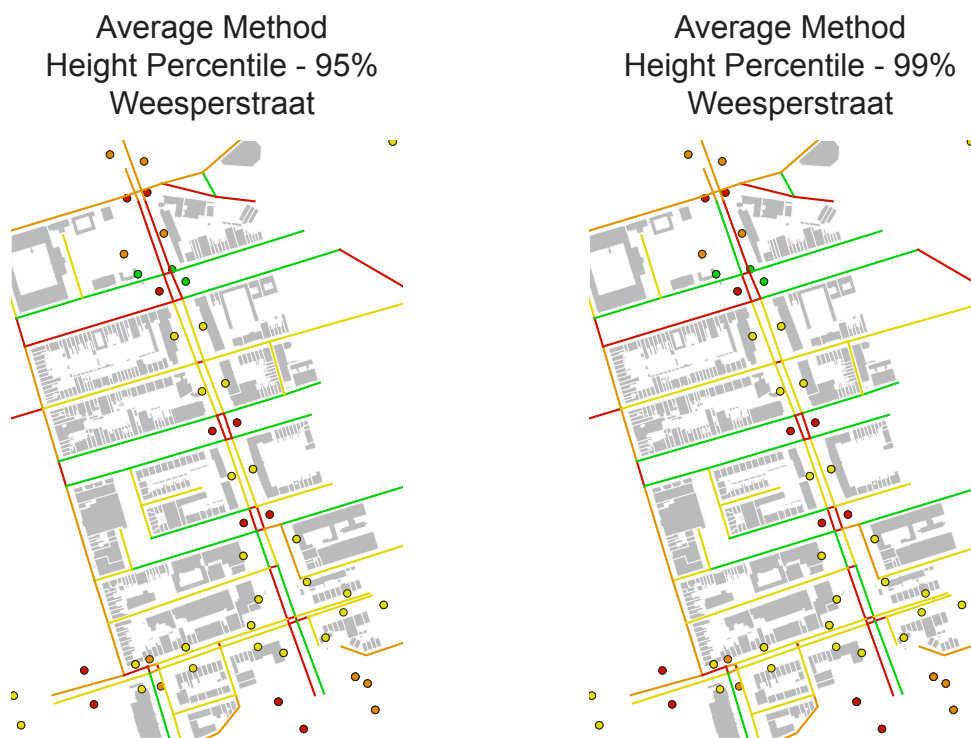 Average Method
Height Percentile - 95%
Weesperstraat
Average Method
Height Percentile - 99%
Weesperstraat